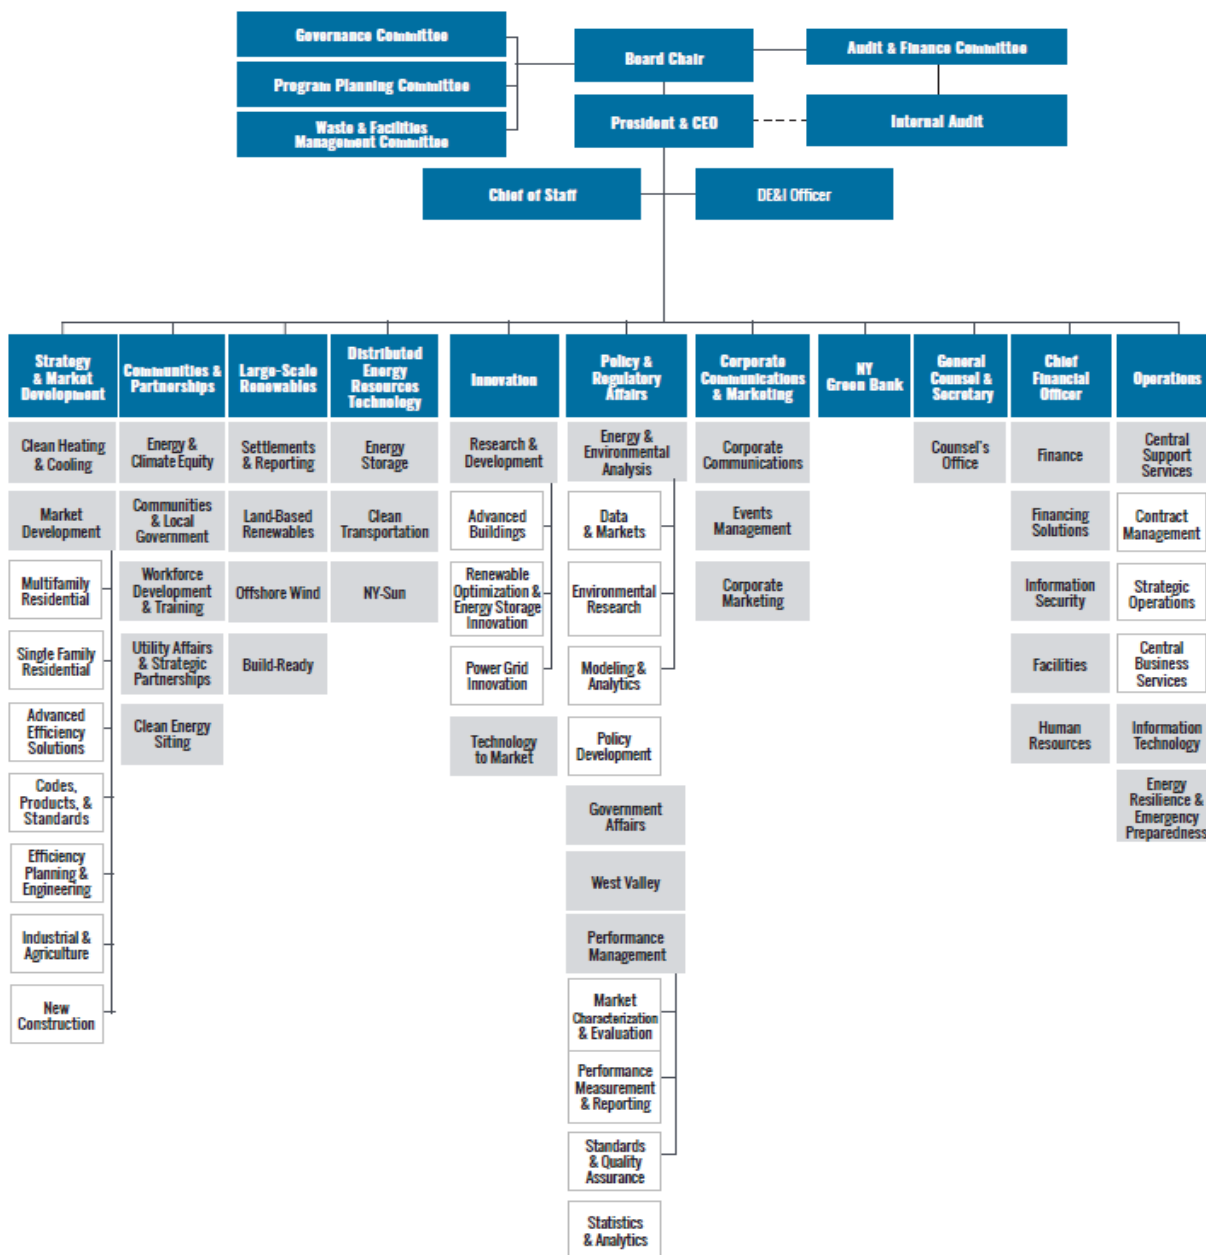 Governance Committee
Program Planning Committee
Waste & Facilities
Management Committee
Board Chair
President & CEO
Audit & Finance Committee
Internal Audit
Chief of Staff
DE&I Officer
Strategy
& Market
Development
Clean Heating
& Cooling
Market
Development
Multifamily
Residential
Single Family
Residential
Advanced
Efficiency
Solutions
Codes,
Products, &
Standards
Efficiency
Planning &
Engineering
Industrial &
Agriculture
New
Construction
Communities &
Partnerships
Energy &
Climate Equity
Communities
& Local
Government
Workforce
Development
& Training
Utility Affairs
& Strategic
Partnerships
Clean Energy
Siting
Large-Scale
Renewables
Settlements
& Reporting
Land-Based
Renewables
Offshore Wind
Build-Ready
Distributed
Energy
Resources
Technology
Energy
Storage
Clean
Transportation
NY-Sun
Innovation
Research &
Development
Advanced
Buildings
Renewable
Optimization &
Energy Storage
Innovation
Power Grid
Innovation
Technology
to Market
Policy &
Regulatory
Affairs
Energy &
Environmental
Analysis
Data
& Markets
Environmental
Research
Modeling &
Analytics
Policy
Development
Government
Affairs
West Valley
Performance
Management
Market
Characterization
& Evaluation
Performance
Measurement
& Reporting
Standards
& Quality
Assurance
Statistics
& Analytics
Corporate
Communications
& Marketing
Corporate
Communications
Events
Management
Corporate
Marketing
NY
Green Bank
General
Counsel &
Secretary
Counsel's
Office
Chief
Financial
Officer
Finance
Financing
Solutions
Information
Security
Facilities
Human
Resources
Operations
Central
Support
Services
Contract
Management
Strategic
Operations
Central
Business
Services
Information
Technology
Energy
Resilience &
Emergency
Preparedness